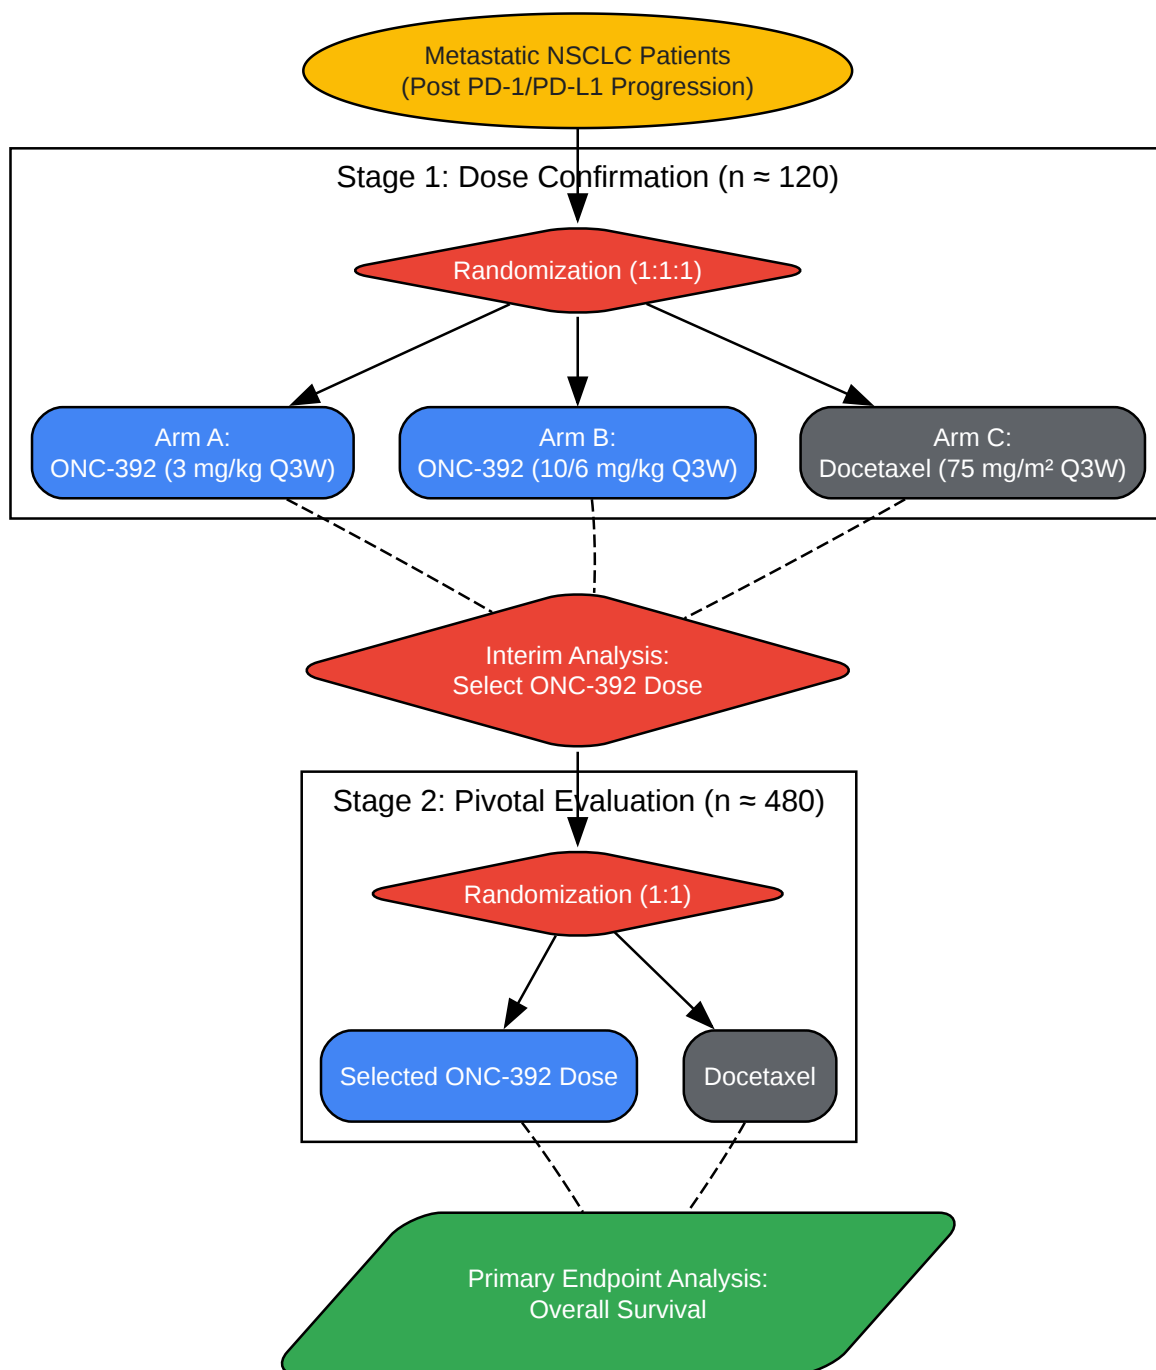 Metastatic NSCLC Patients
(Post PD-1/PD-L1 Progression)
Stage 1: Dose Confirmation (n ≈ 120)
Randomization (1:1:1)
Arm A:
ONC-392 (3 mg/kg Q3W)
Arm B:
ONC-392 (10/6 mg/kg Q3W)
Arm C:
Docetaxel (75 mg/m² Q3W)
Interim Analysis:
Select ONC-392 Dose
Stage 2: Pivotal Evaluation (n ≈ 480)
Randomization (1:1)
Selected ONC-392 Dose
Docetaxel
Primary Endpoint Analysis:
Overall Survival